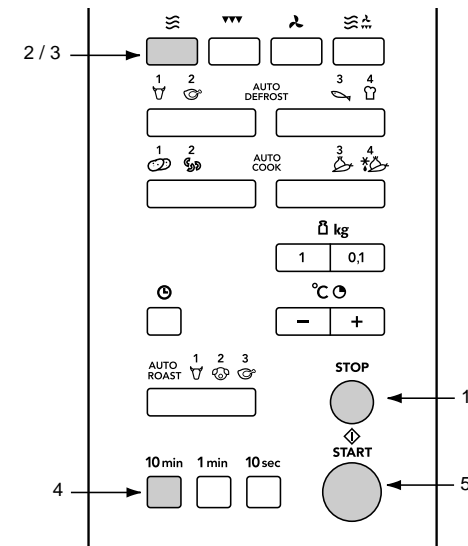 2 / 3
1 2 AUTO DEFROST 3 4
1 2 AUTO COOK 3 4
kg
1 0,1
°C
− +
AUTO ROAST 1 2 3
STOP
1
START
10 min 1 min 10 sec
4
5